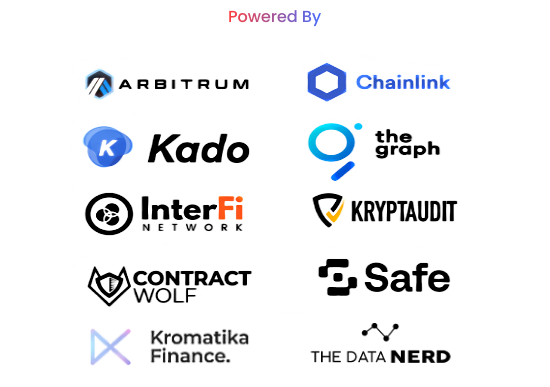 Powered By
ARBITRUM
Chainlink
K Kado
the
graph
InterFi
NETWORK
KRYPTAUDIT
CONTRACT
WOLF
Safe
Kromatika
Finance.
THE DATA NERD